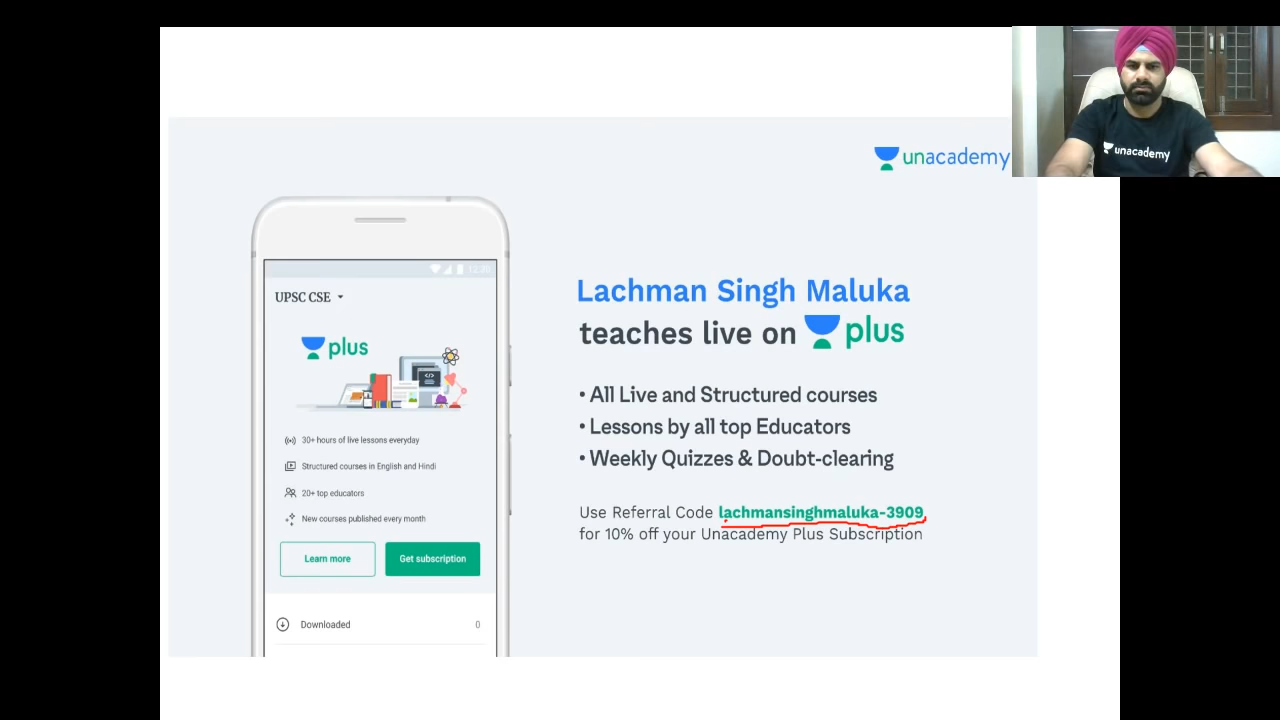 unacademy
unacademy
UPSC CSE
plus
30+ hours of live lessons everyday
Structured courses in English and Hindi
20+ top educators
New courses published every month
Learn more
Get subscription
Downloaded
0
Lachman Singh Maluka
teaches live on plus
• All Live and Structured courses
• Lessons by all top Educators
• Weekly Quizzes & Doubt-clearing
Use Referral Code lachmansinghmaluka-3909
for 10% off your Unacademy Plus Subscription